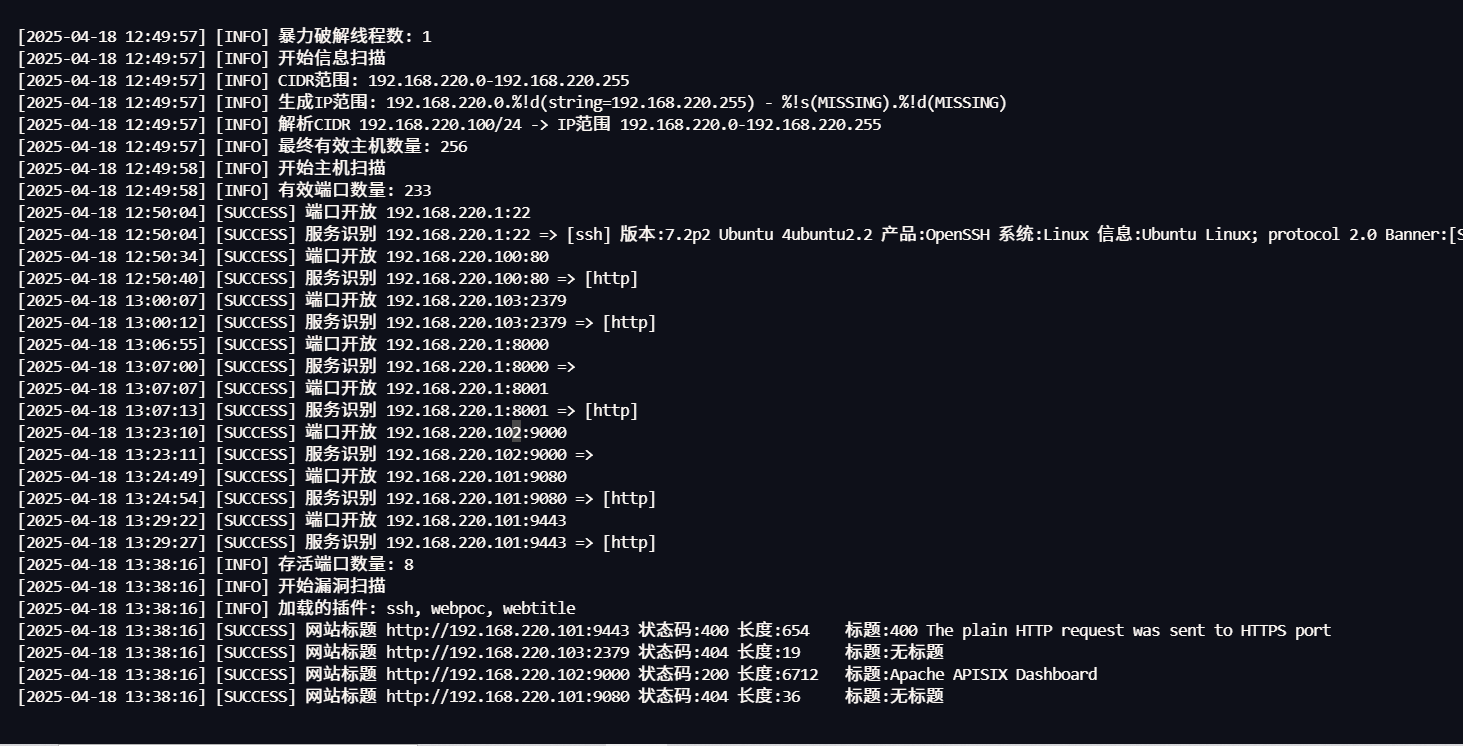 [2025-04-18 12:49:57] [INFO] 暴力破解线程数: 1
[2025-04-18 12:49:57] [INFO] 开始信息扫描
[2025-04-18 12:49:57] [INFO] CIDR范围: 192.168.220.0-192.168.220.255
[2025-04-18 12:49:57] [INFO] 生成IP范围: 192.168.220.0.%!d(string=192.168.220.255) - %!s(MISSING).%!d(MISSING)
[2025-04-18 12:49:57] [INFO] 解析CIDR 192.168.220.100/24 -> IP范围 192.168.220.0-192.168.220.255
[2025-04-18 12:49:57] [INFO] 最终有效主机数量: 256
[2025-04-18 12:49:58] [INFO] 开始主机扫描
[2025-04-18 12:49:58] [INFO] 有效端口数量: 233
[2025-04-18 12:50:04] [SUCCESS] 端口开放 192.168.220.1:22
[2025-04-18 12:50:04] [SUCCESS] 服务识别 192.168.220.1:22 => [ssh] 版本:7.2p2 Ubuntu 4ubuntu2.2 产品:OpenSSH 系统:Linux 信息:Ubuntu Linux; protocol 2.0 Banner:[S
[2025-04-18 12:50:34] [SUCCESS] 端口开放 192.168.220.100:80
[2025-04-18 12:50:40] [SUCCESS] 服务识别 192.168.220.100:80 => [http]
[2025-04-18 13:00:07] [SUCCESS] 端口开放 192.168.220.103:2379
[2025-04-18 13:00:12] [SUCCESS] 服务识别 192.168.220.103:2379 => [http]
[2025-04-18 13:06:55] [SUCCESS] 端口开放 192.168.220.1:8000
[2025-04-18 13:07:00] [SUCCESS] 服务识别 192.168.220.1:8000 =>
[2025-04-18 13:07:07] [SUCCESS] 端口开放 192.168.220.1:8001
[2025-04-18 13:07:13] [SUCCESS] 服务识别 192.168.220.1:8001 => [http]
[2025-04-18 13:23:10] [SUCCESS] 端口开放 192.168.220.102:9000
[2025-04-18 13:23:11] [SUCCESS] 服务识别 192.168.220.102:9000 =>
[2025-04-18 13:24:49] [SUCCESS] 端口开放 192.168.220.101:9080
[2025-04-18 13:24:54] [SUCCESS] 服务识别 192.168.220.101:9080 => [http]
[2025-04-18 13:29:22] [SUCCESS] 端口开放 192.168.220.101:9443
[2025-04-18 13:29:27] [SUCCESS] 服务识别 192.168.220.101:9443 => [http]
[2025-04-18 13:38:16] [INFO] 存活端口数量: 8
[2025-04-18 13:38:16] [INFO] 开始漏洞扫描
[2025-04-18 13:38:16] [INFO] 加载的插件: ssh, webpoc, webtitle
[2025-04-18 13:38:16] [SUCCESS] 网站标题 http://192.168.220.101:9443 状态码:400 长度:654 标题:400 The plain HTTP request was sent to HTTPS port
[2025-04-18 13:38:16] [SUCCESS] 网站标题 http://192.168.220.103:2379 状态码:404 长度:19 标题:无标题
[2025-04-18 13:38:16] [SUCCESS] 网站标题 http://192.168.220.102:9000 状态码:200 长度:6712 标题:Apache APISIX Dashboard
[2025-04-18 13:38:16] [SUCCESS] 网站标题 http://192.168.220.101:9080 状态码:404 长度:36 标题:无标题